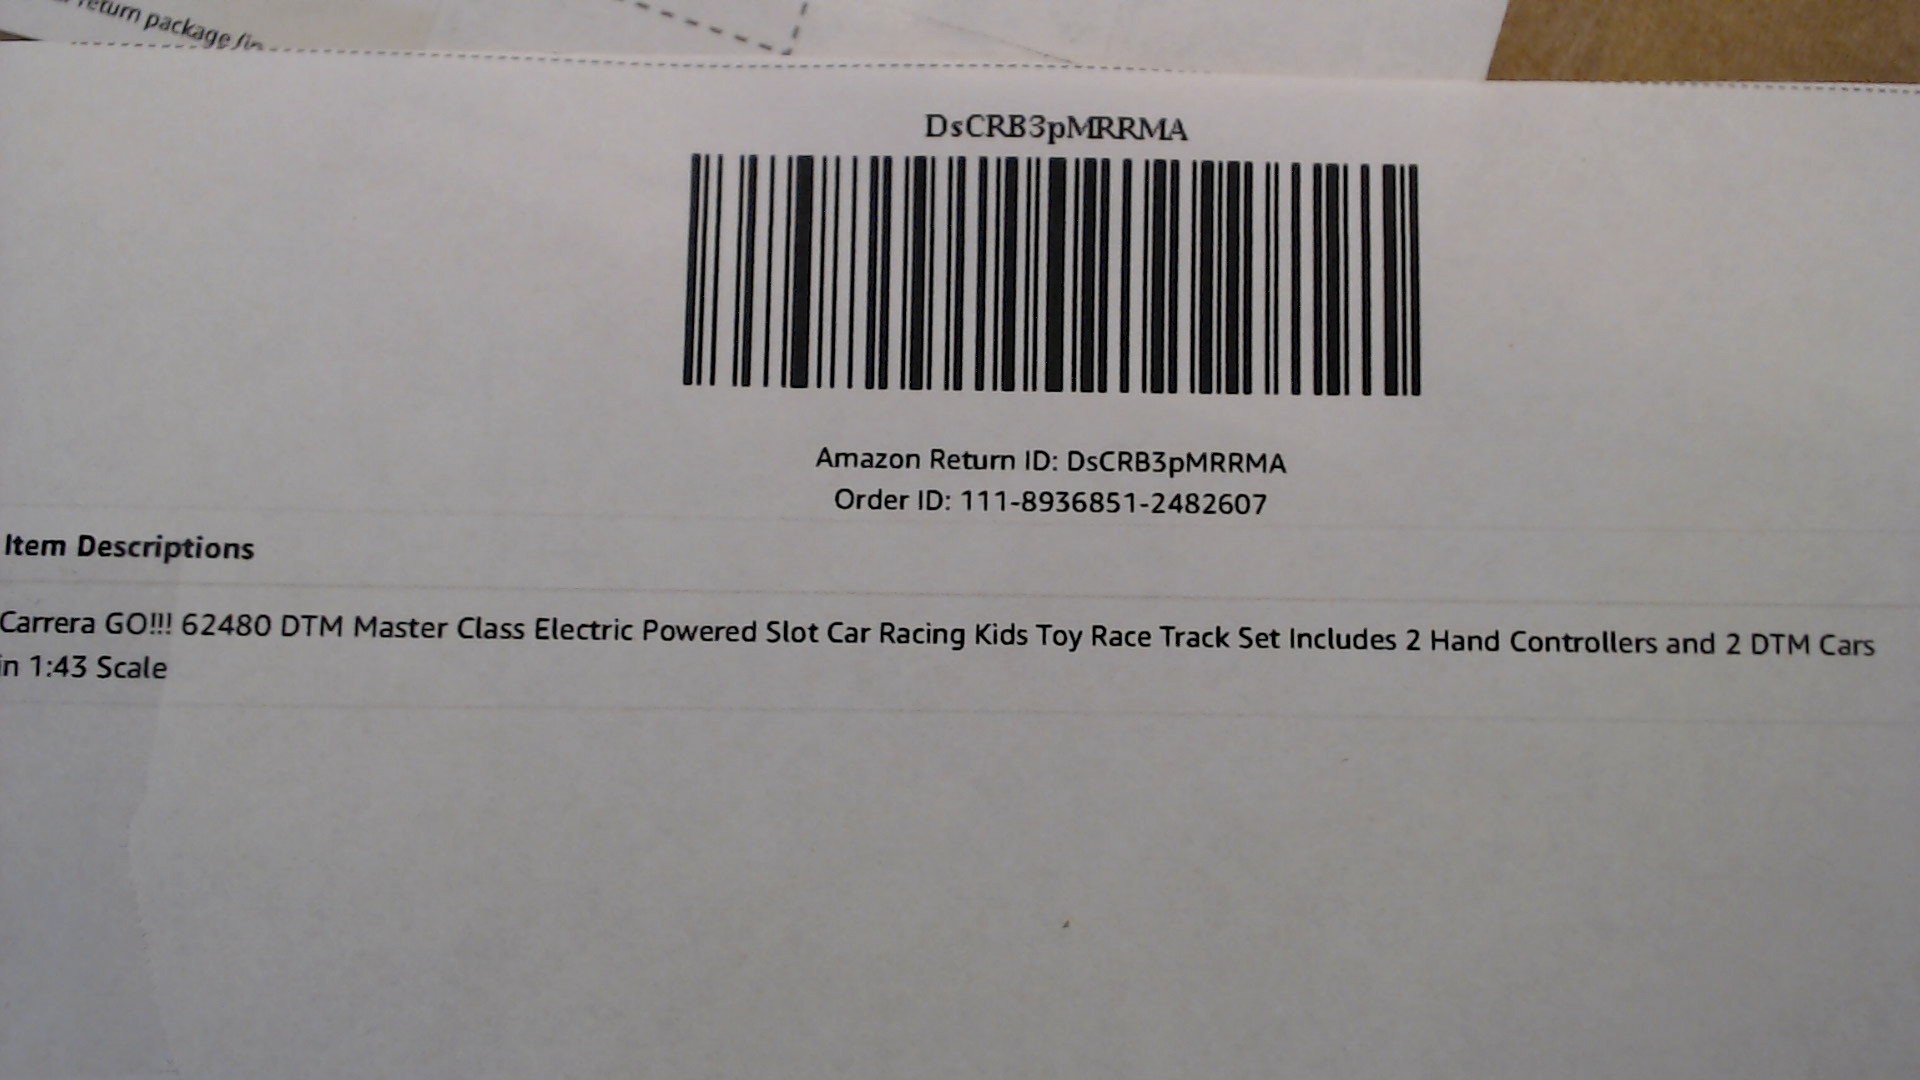 return package
DsCRB3pMRRMA
Amazon Return ID: DsCRB3pMRRMA
Order ID: 111-8936851-2482607
Item Descriptions
Carrera GO!!! 62480 DTM Master Class Electric Powered Slot Car Racing Kids Toy Race Track Set Includes 2 Hand Controllers and 2 DTM Cars
in 1:43 Scale